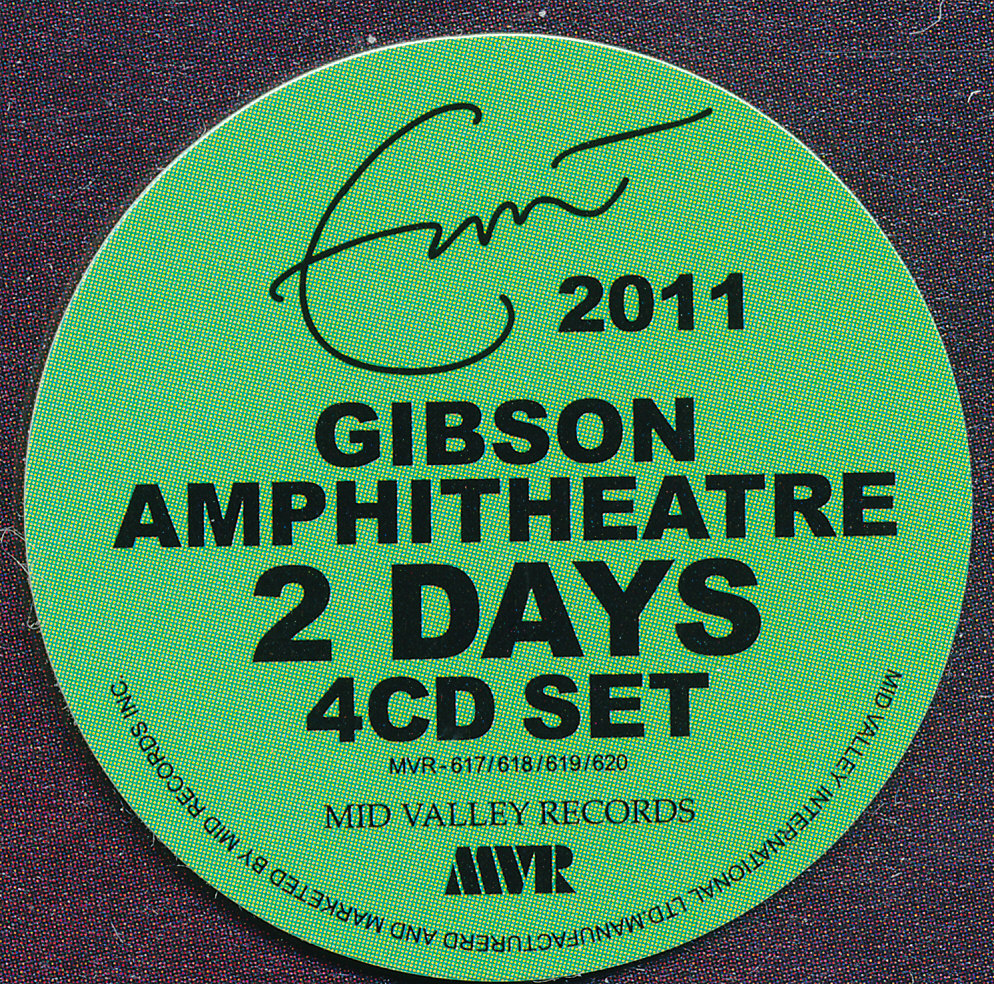 Eric
2011
GIBSON
AMPHITHEATRE
2 DAYS
4CD SET
MVR-617/618/619/620
MID VALLEY RECORDS
MVR
MID VALLEY INTERNATIONAL LTD.MANUFACTURERD AND MARKETED BY MID RECORDS INC.